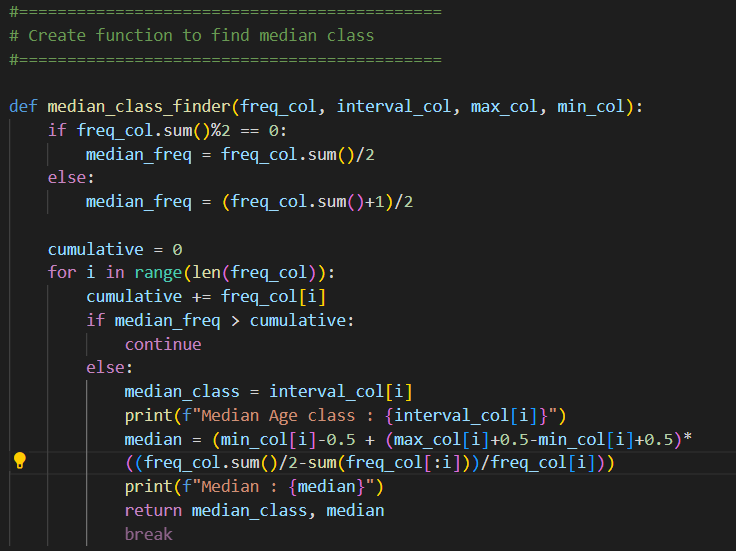 #============================================
# Create function to find median class
#============================================
def median_class_finder(freq_col, interval_col, max_col, min_col):
    if freq_col.sum()%2 == 0:
        median_freq = freq_col.sum()/2
    else:
        median_freq = (freq_col.sum()+1)/2
    cumulative = 0
    for i in range(len(freq_col)):
        cumulative += freq_col[i]
        if median_freq > cumulative:
            continue
        else:
            median_class = interval_col[i]
            print(f"Median Age class : {interval_col[i]}")
            median = (min_col[i]-0.5 + (max_col[i]+0.5-min_col[i]+0.5)*
            ((freq_col.sum()/2-sum(freq_col[:i]))/freq_col[i]))
            print(f"Median : {median}")
            return median_class, median
            break